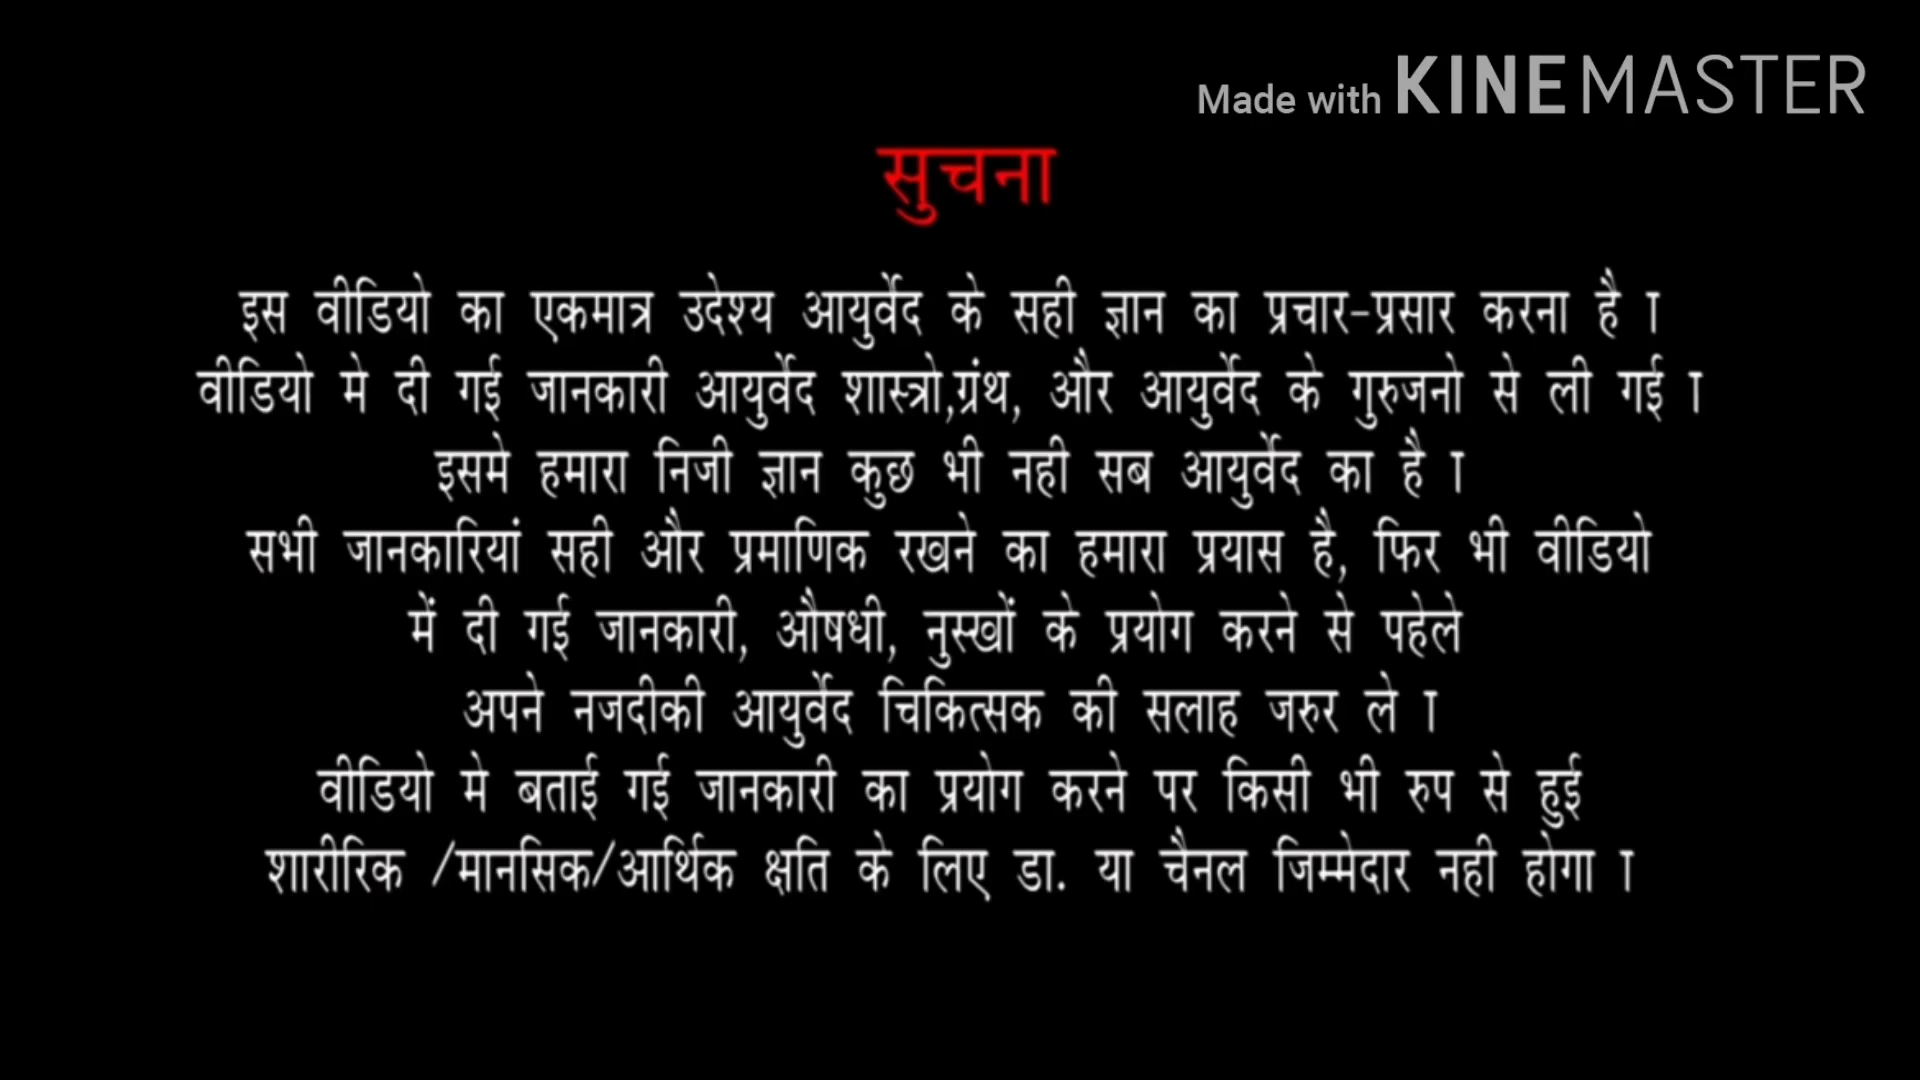 Made with KINEMASTER
सुचना
इस वीडियो का एकमात्र उदेश्य आयुर्वेद के सही ज्ञान का प्रचार-प्रसार करना है ।
वीडियो मे दी गई जानकारी आयुर्वेद शास्त्रो,ग्रंथ, और आयुर्वेद के गुरुजनो से ली गई ।
इसमे हमारा निजी ज्ञान कुछ भी नही सब आयुर्वेद का है ।
सभी जानकारियां सही और प्रमाणिक रखने का हमारा प्रयास है, फिर भी वीडियो
में दी गई जानकारी, औषधी, नुस्खों के प्रयोग करने से पहेले
अपने नजदीकी आयुर्वेद चिकित्सक की सलाह जरुर ले ।
वीडियो मे बताई गई जानकारी का प्रयोग करने पर किसी भी रुप से हुई
शारीरिक /मानसिक/आर्थिक क्षति के लिए डा. या चैनल जिम्मेदार नही होगा ।